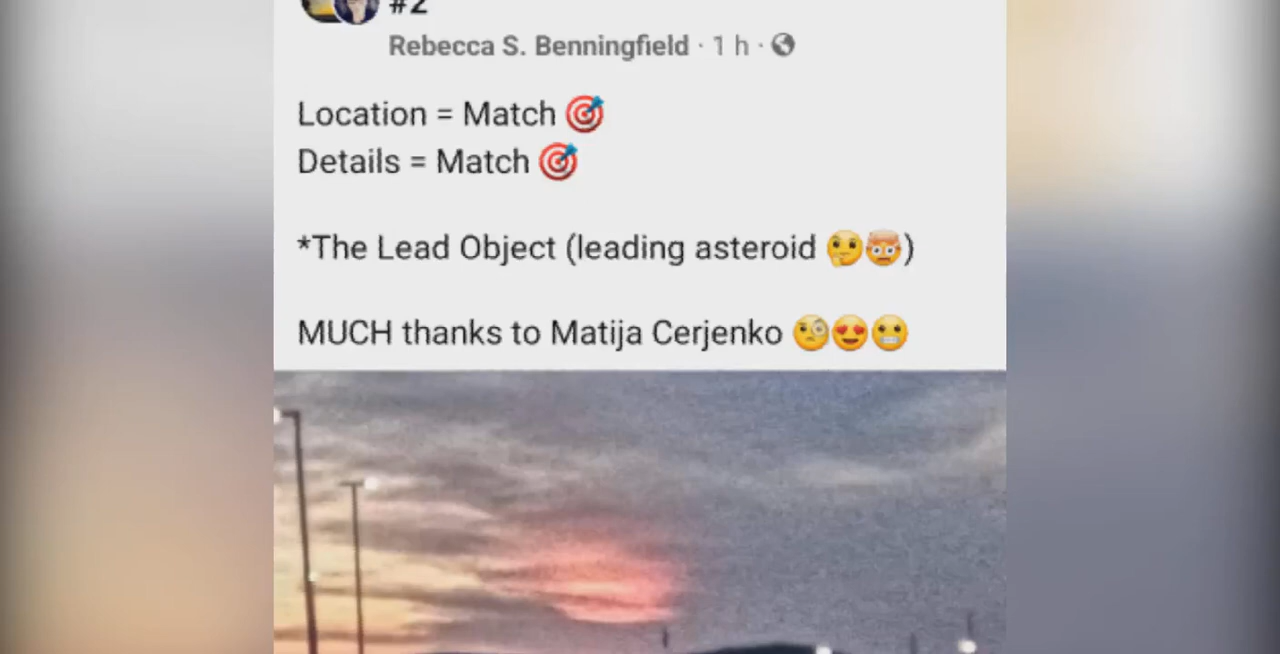 #2
Rebecca S. Benningfield · 1 h ·
Location = Match 🎯
Details = Match 🎯
*The Lead Object (leading asteroid 🤔🤯)
MUCH thanks to Matija Cerjenko 🧐😍😬